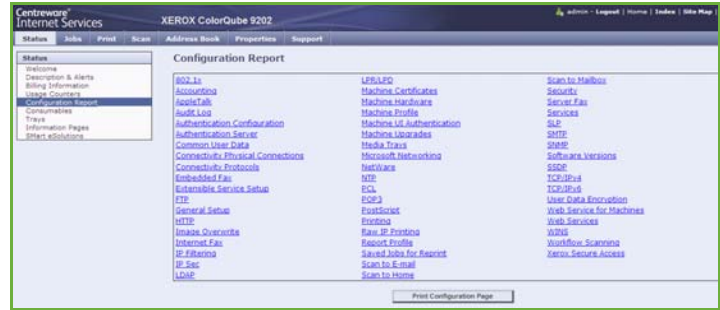 Centreware®
Internet Services
XEROX ColorQube 9202
admin - Logout | Home | Index | Site Map |
Status Jobs Print Scan Address Book Properties Support
Status
Welcome
Description & Alerts
Billing Information
Usage Counters
Configuration Report
Consumables
Trays
Information Pages
SMart eSolutions
Configuration Report
802.1x
Accounting
AppleTalk
Audit Log
Authentication Configuration
Authentication Server
Common User Data
Connectivity Physical Connections
Connectivity Protocols
Embedded Fax
Extensible Service Setup
FTP
General Setup
HTTP
Image Overwrite
Internet Fax
IP Filtering
IP Sec
LDAP
LPR/LPD
Machine Certificates
Machine Hardware
Machine Profile
Machine UI Authentication
Machine Upgrades
Media Trays
Microsoft Networking
NetWare
NTP
PCL
POP3
PostScript
Printing
Raw IP Printing
Report Profile
Saved Jobs for Reprint
Scan to E-mail
Scan to Home
Scan to Mailbox
Security
Server Fax
Services
SLP
SMTP
SNMP
Software Versions
SSDP
TCP/IPv4
TCP/IPv6
User Data Encryption
Web Service for Machines
Web Services
WINS
Workflow Scanning
Xerox Secure Access
Print Configuration Page